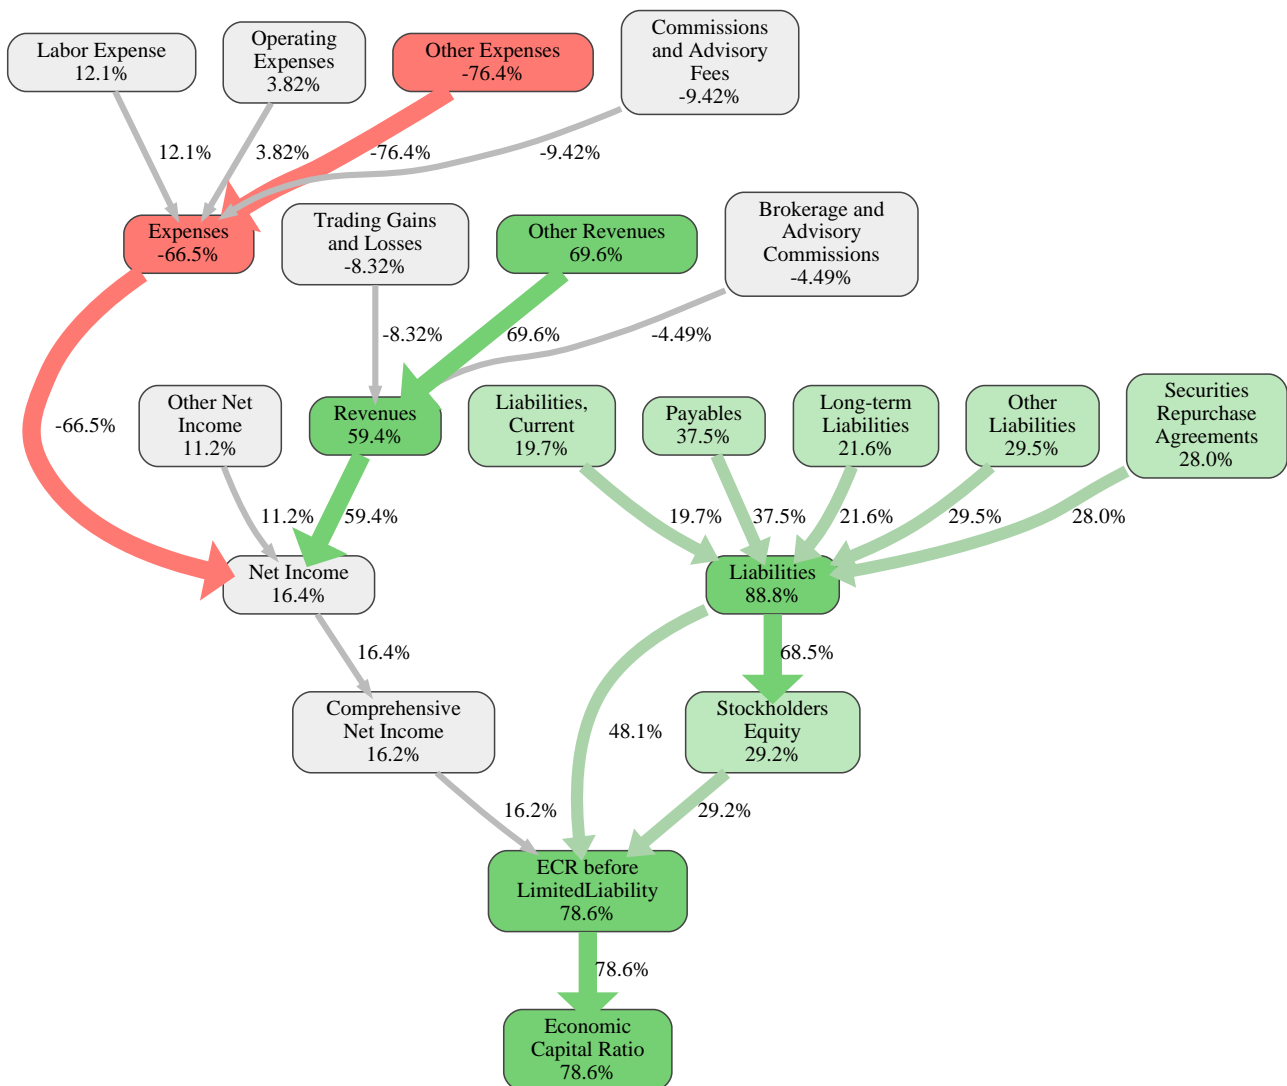 Labor Expense
12.1%
Operating
Expenses
3.82%
Other Expenses
-76.4%
Commissions
and Advisory
Fees
-9.42%
12.1%
3.82%
-76.4%
-9.42%
Expenses
-66.5%
Trading Gains
and Losses
-8.32%
Other Revenues
69.6%
Brokerage and
Advisory
Commissions
-4.49%
-8.32%
69.6%
-4.49%
-66.5%
Other Net
Income
11.2%
Revenues
59.4%
Liabilities,
Current
19.7%
Payables
37.5%
Long-term
Liabilities
21.6%
Other
Liabilities
29.5%
Securities
Repurchase
Agreements
28.0%
11.2%
59.4%
19.7%
37.5%
21.6%
29.5%
28.0%
Net Income
16.4%
Liabilities
88.8%
16.4%
68.5%
Comprehensive
Net Income
16.2%
48.1%
Stockholders
Equity
29.2%
16.2%
29.2%
ECR before
LimitedLiability
78.6%
78.6%
Economic
Capital Ratio
78.6%